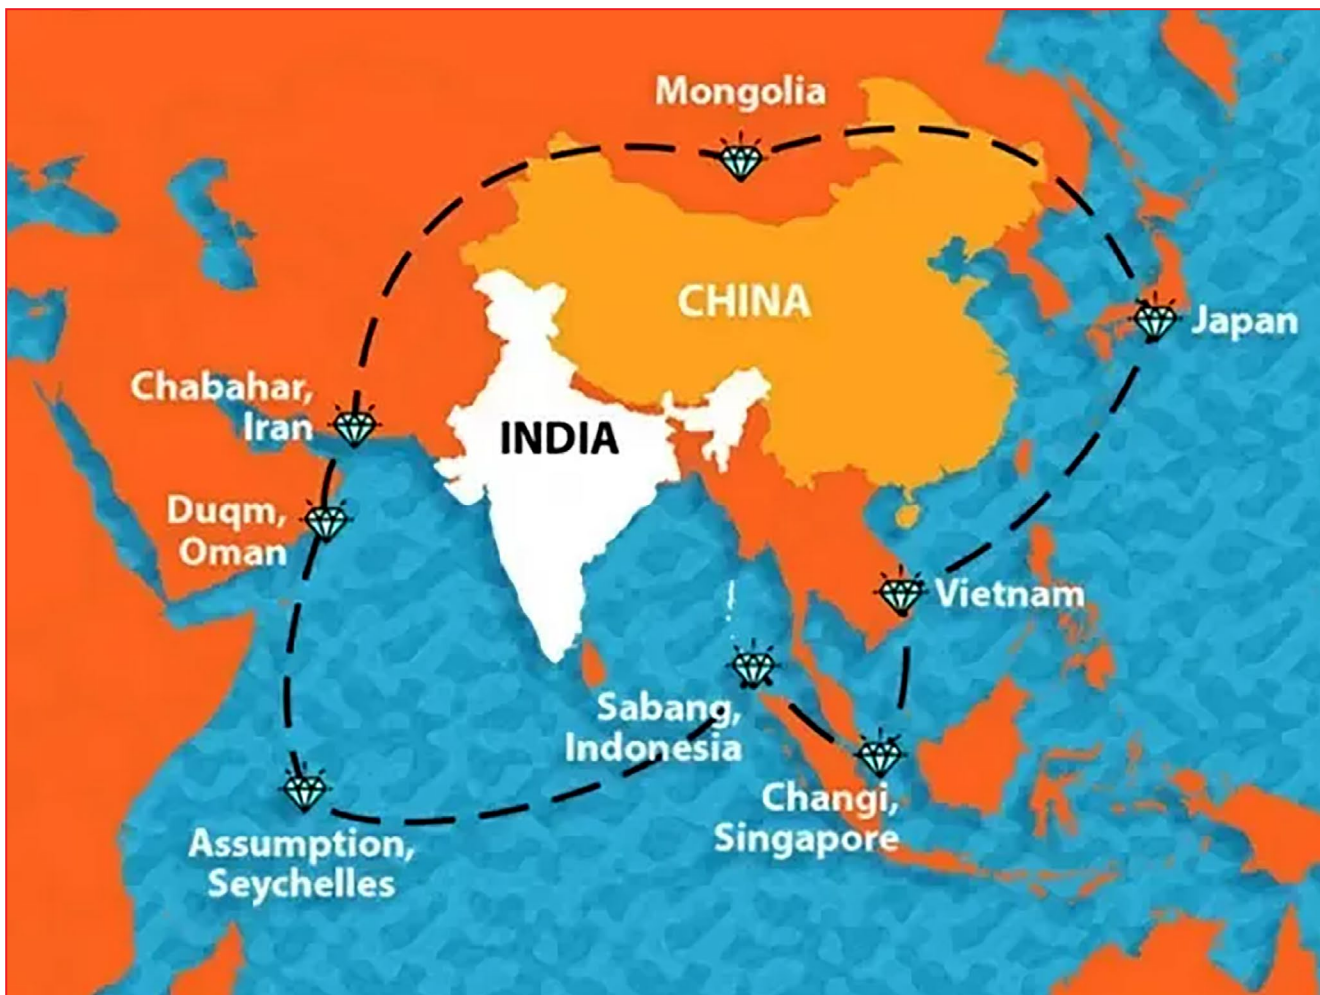 Mongolia
CHINA
Japan
Chabahar,
Iran
INDIA
Duqm,
Oman
Vietnam
Sabang,
Indonesia
Changi,
Singapore
Assumption,
Seychelles